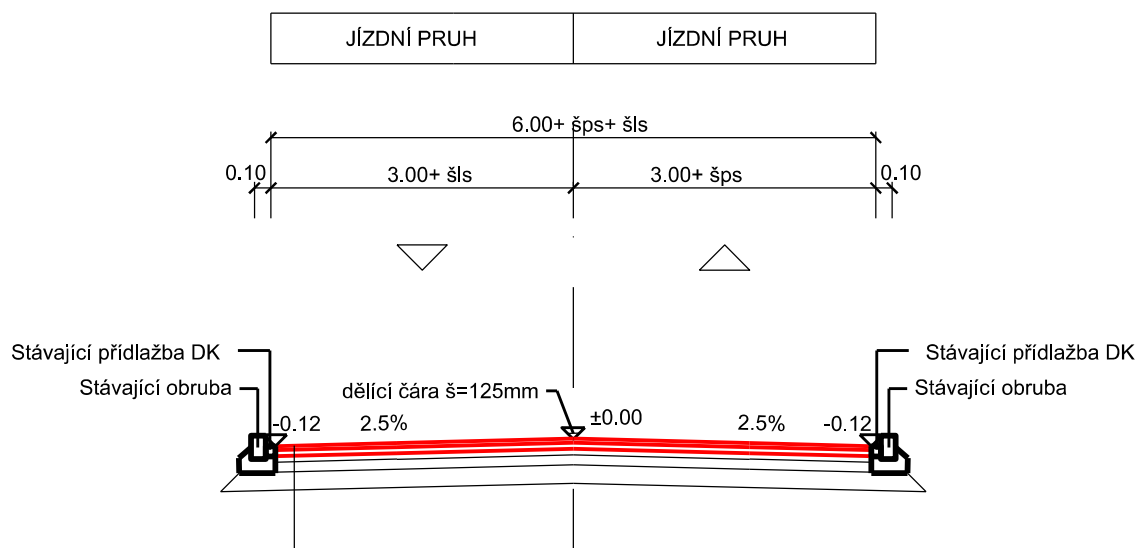 JÍZDNÍ PRUH JÍZDNÍ PRUH
6.00+ šps+ šls
0.10 3.00+ šls 3.00+ šps 0.10
Stávající přídlažba DK Stávající přídlažba DK
Stávající obruba dělící čára š=125mm Stávající obruba
-0.12 2.5% ±0.00 2.5% -0.12